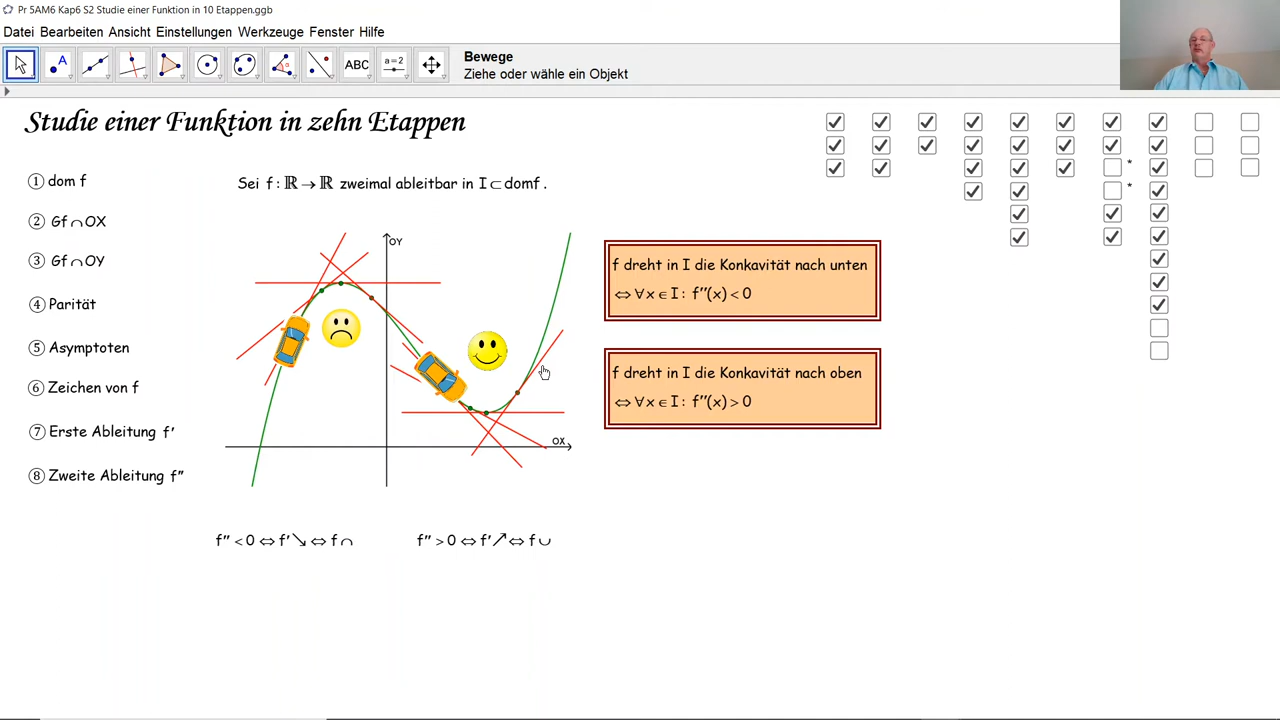 Pr 5AM6 Kap6 S2 Studie einer Funktion in 10 Etappen.ggb
Datei Bearbeiten Ansicht Einstellungen Werkzeuge Fenster Hilfe
A
ABC
a=2
Bewege
Ziehe oder wähle ein Objekt
Studie einer Funktion in zehn Etappen
① dom f
② Gf∩OX
③ Gf∩OY
④ Parität
⑤ Asymptoten
⑥ Zeichen von f
⑦ Erste Ableitung f'
⑧ Zweite Ableitung f"
Sei f : ℝ → ℝ zweimal ableitbar in I ⊂ domf .
OY
OX
f dreht in I die Konkavität nach unten
⇔ ∀x ∈ I : f"(x) < 0
f dreht in I die Konkavität nach oben
⇔ ∀x ∈ I : f"(x) > 0
f" < 0 ⇔ f'↘ ⇔ f ∩
f" > 0 ⇔ f'↗ ⇔ f ∪
*
*